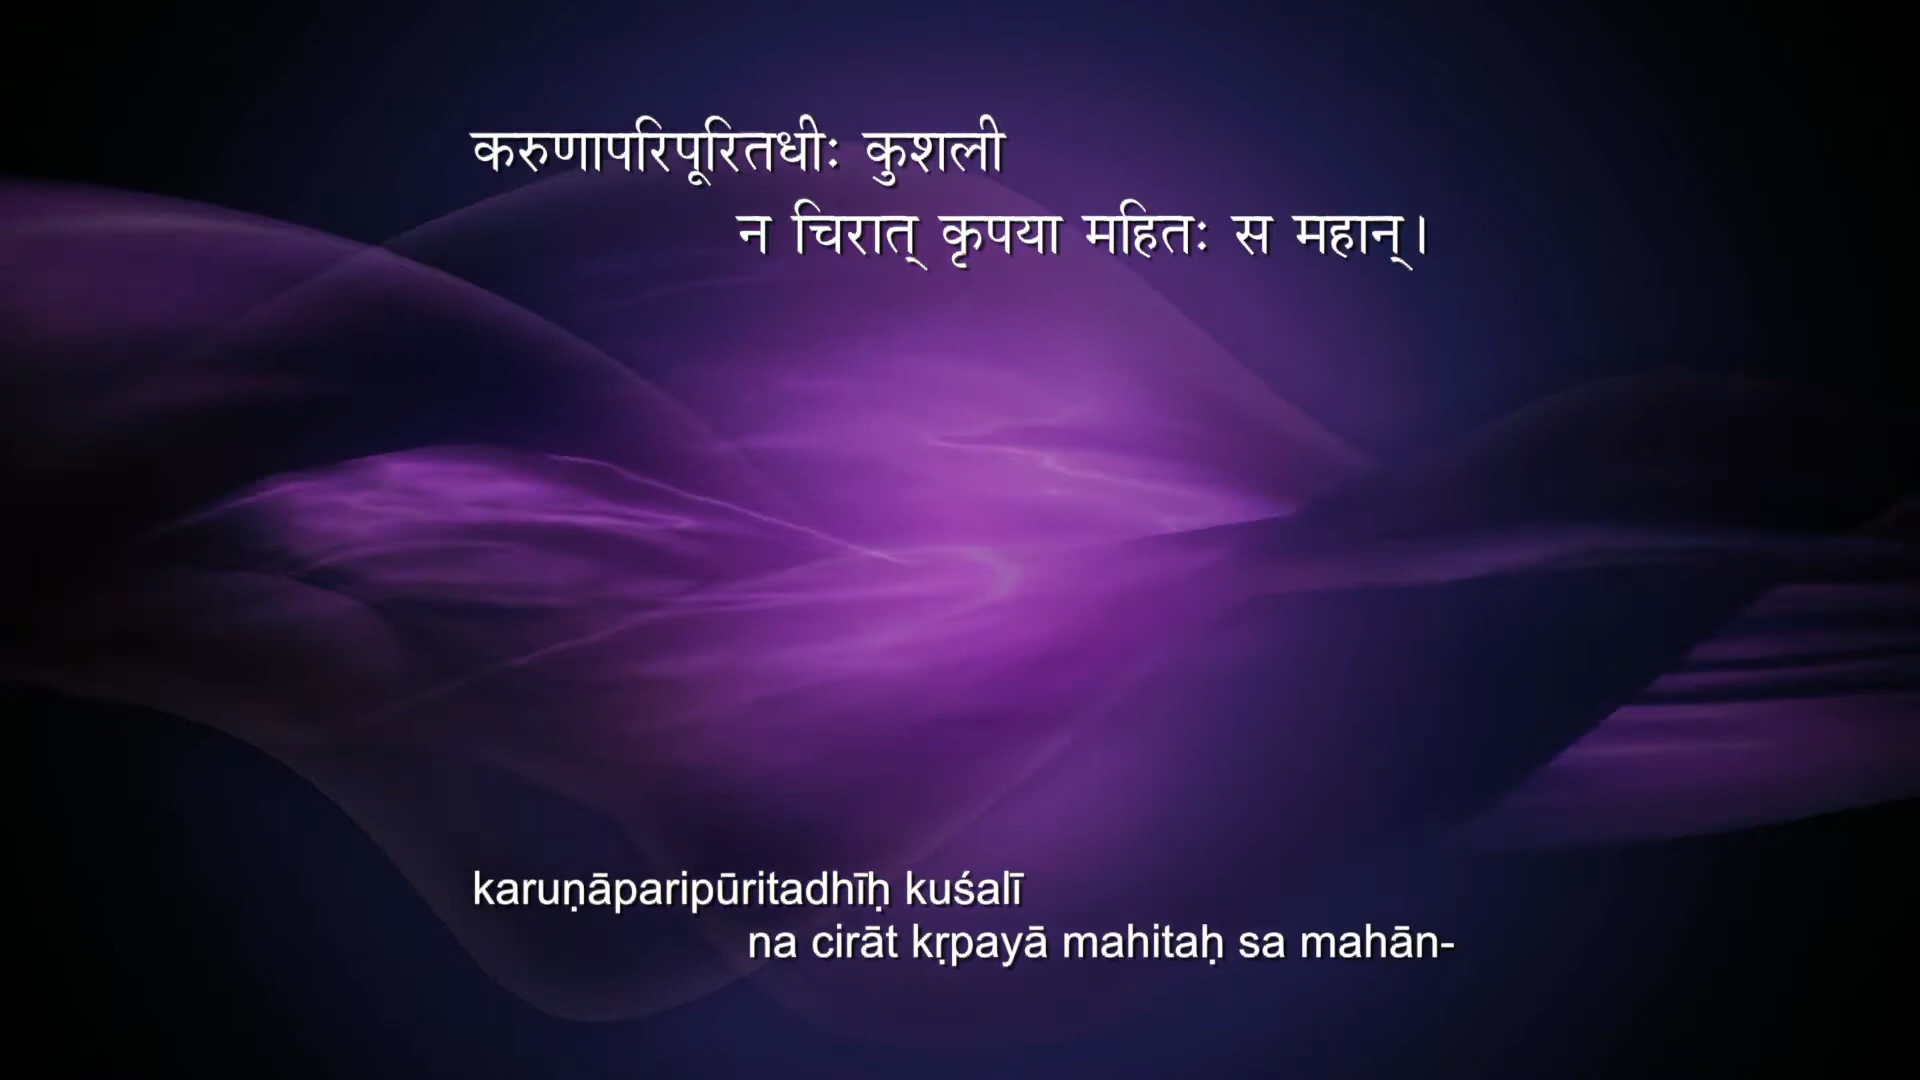 करुणापरिपूरितधीः कुशली
न चिरात् कृपया महितः स महान्।
karuṇāparipūritadhīḥ kuśalī
na cirāt kṛpayā mahitaḥ sa mahān-